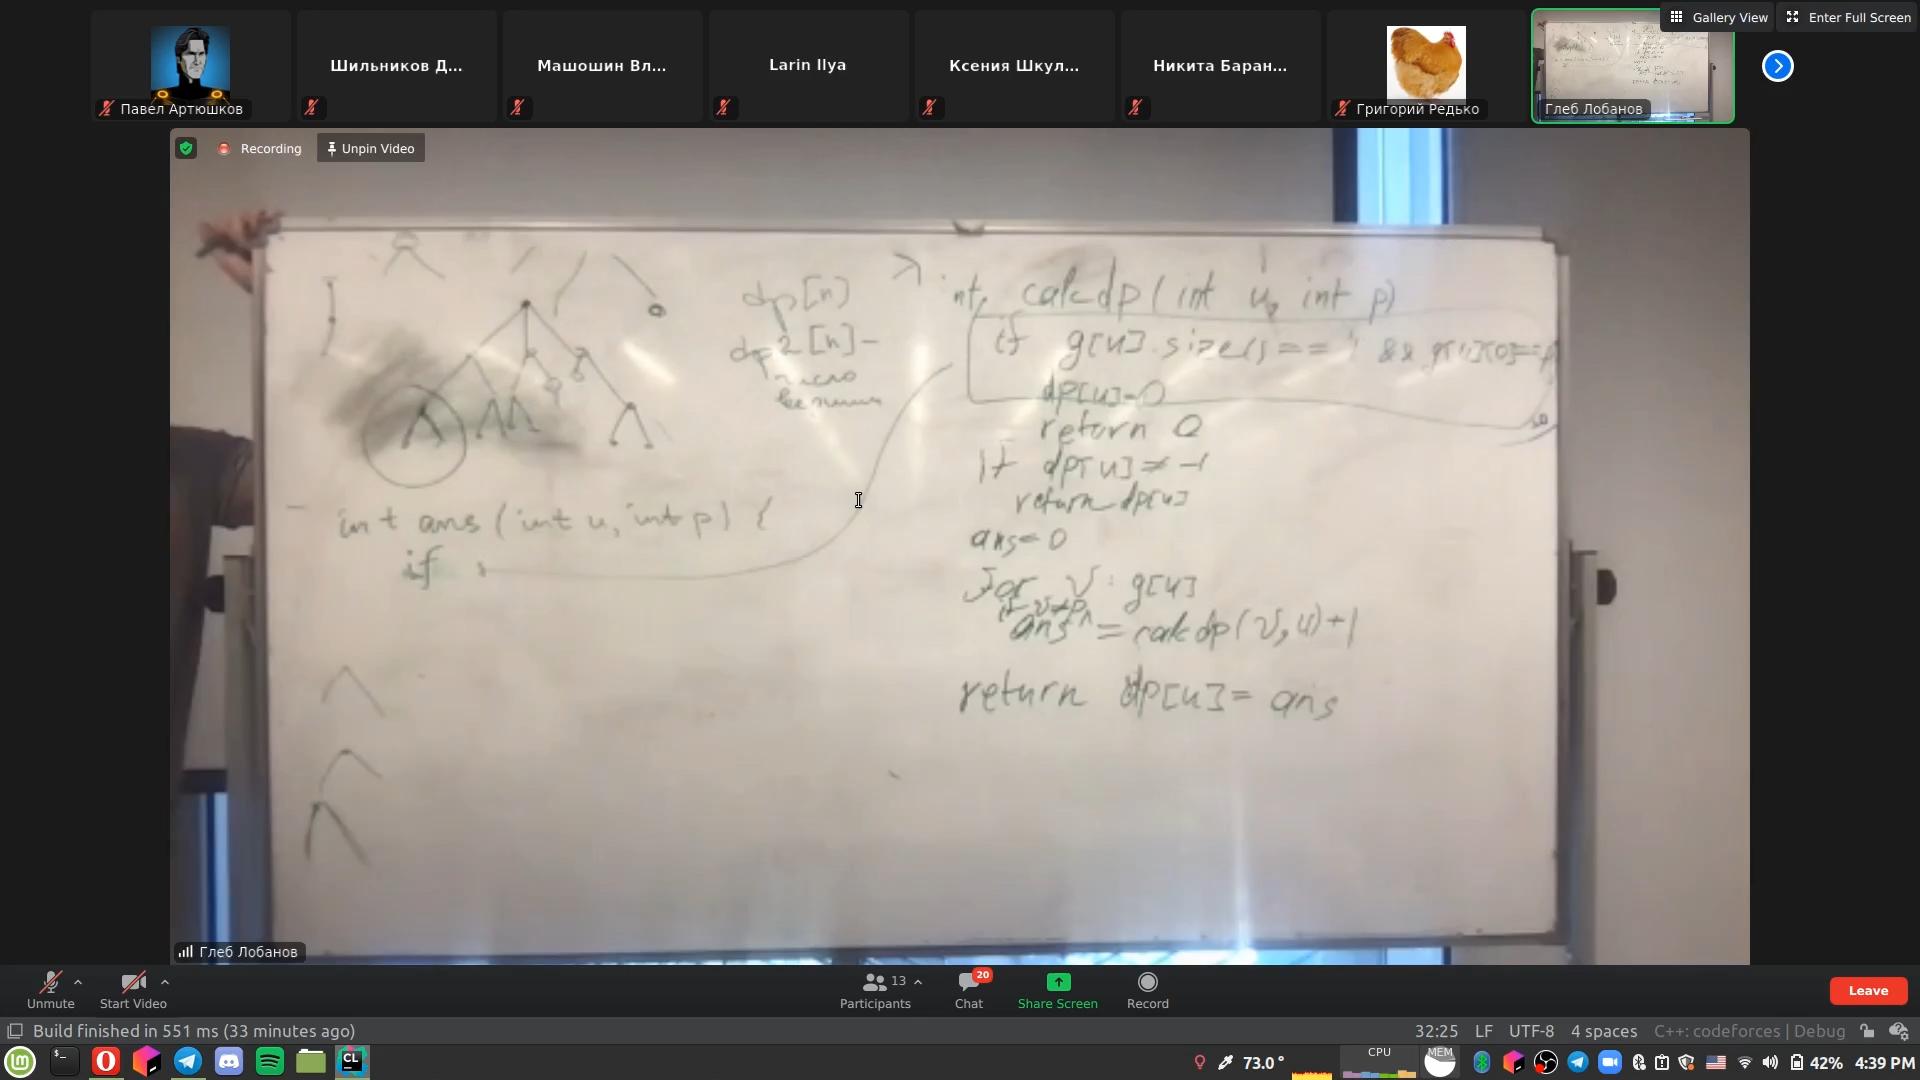 Gallery View
Enter Full Screen
Павел Артюшков
Шильников Д...
Машошин Вл...
Larin Ilya
Ксения Шкул...
Никита Баран...
Григорий Редько
Глеб Лобанов
Recording
Unpin Video
dp[n]
dp2[n] -
число
вершин
int ans (int u, int p) {
if
int calcdp(int u, int p)
if g[u].size() == 1 && g[u][0]==p
dp[u]=0
return 0
if dp[u] ≠ -1
return dp[u]
ans=0
for v : g[u]
if v≠p
ans = calcdp(v,u)+1
return dp[u]= ans
Глеб Лобанов
Unmute
Start Video
Participants
13
Chat
20
Share Screen
Record
Leave
Build finished in 551 ms (33 minutes ago)
32:25 LF UTF-8 4 spaces C++: codeforces | Debug
CL
73.0°
CPU
MEM
42%
4:39 PM